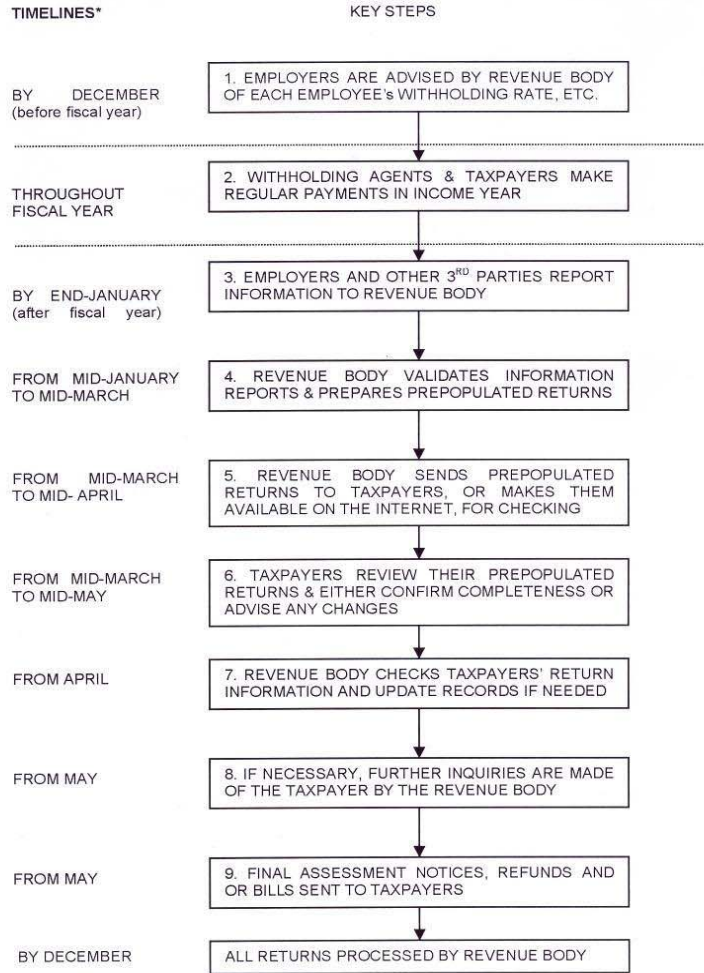 TIMELINES*
KEY STEPS
BY DECEMBER
(before fiscal year)
1. EMPLOYERS ARE ADVISED BY REVENUE BODY
OF EACH EMPLOYEE's WITHHOLDING RATE, ETC.
THROUGHOUT
FISCAL YEAR
2. WITHHOLDING AGENTS & TAXPAYERS MAKE
REGULAR PAYMENTS IN INCOME YEAR
BY END-JANUARY
(after fiscal year)
3. EMPLOYERS AND OTHER 3RD PARTIES REPORT
INFORMATION TO REVENUE BODY
FROM MID-JANUARY
TO MID-MARCH
4. REVENUE BODY VALIDATES INFORMATION
REPORTS & PREPARES PREPOPULATED RETURNS
FROM MID-MARCH
TO MID- APRIL
5. REVENUE BODY SENDS PREPOPULATED
RETURNS TO TAXPAYERS, OR MAKES THEM
AVAILABLE ON THE INTERNET, FOR CHECKING
FROM MID-MARCH
TO MID-MAY
6. TAXPAYERS REVIEW THEIR PREPOPULATED
RETURNS & EITHER CONFIRM COMPLETENESS OR
ADVISE ANY CHANGES
FROM APRIL
7. REVENUE BODY CHECKS TAXPAYERS' RETURN
INFORMATION AND UPDATE RECORDS IF NEEDED
FROM MAY
8. IF NECESSARY, FURTHER INQUIRIES ARE MADE
OF THE TAXPAYER BY THE REVENUE BODY
FROM MAY
9. FINAL ASSESSMENT NOTICES, REFUNDS AND
OR BILLS SENT TO TAXPAYERS
BY DECEMBER
ALL RETURNS PROCESSED BY REVENUE BODY